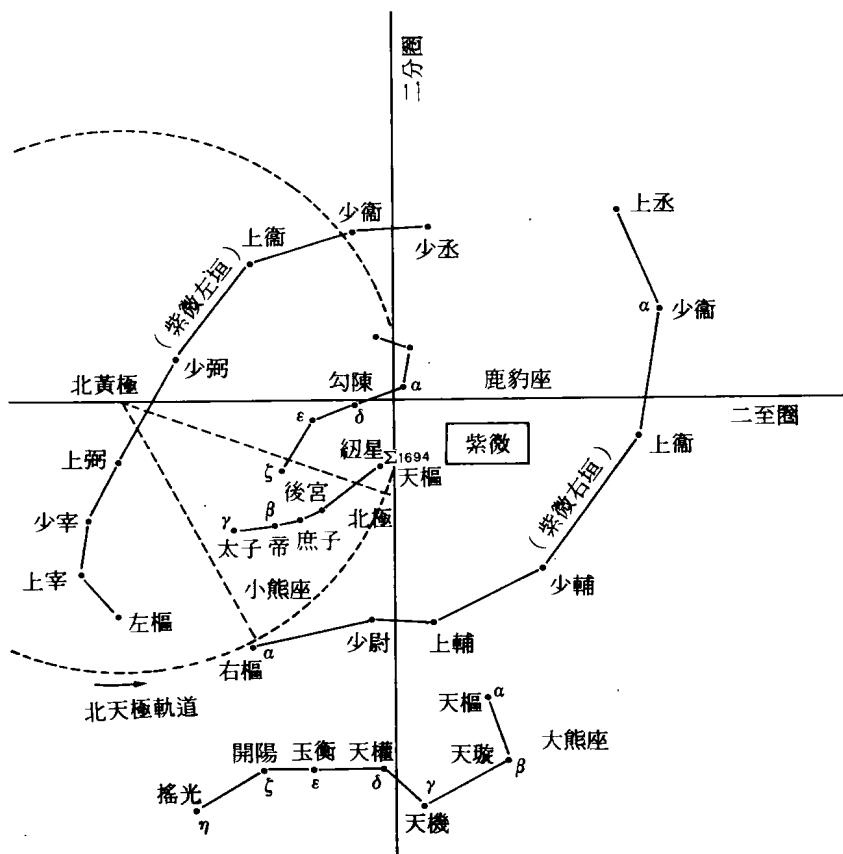 二分圈
上丞
少衞
上衞
少丞
（紫微左垣）
α
少衞
少弼
北黃極
勾陳
α
鹿豹座
ε
δ
二至圈
上衞
紐星
Σ1694
紫微
上弼
ζ
天樞
後宮
（紫微右垣）
β
北極
少宰
γ
太子
帝
庶子
上宰
小熊座
少輔
左樞
α
右樞
少尉
上輔
北天極軌道
天樞
α
大熊座
開陽
玉衡
天權
天璇
β
搖光
ζ
ε
δ
γ
η
天機